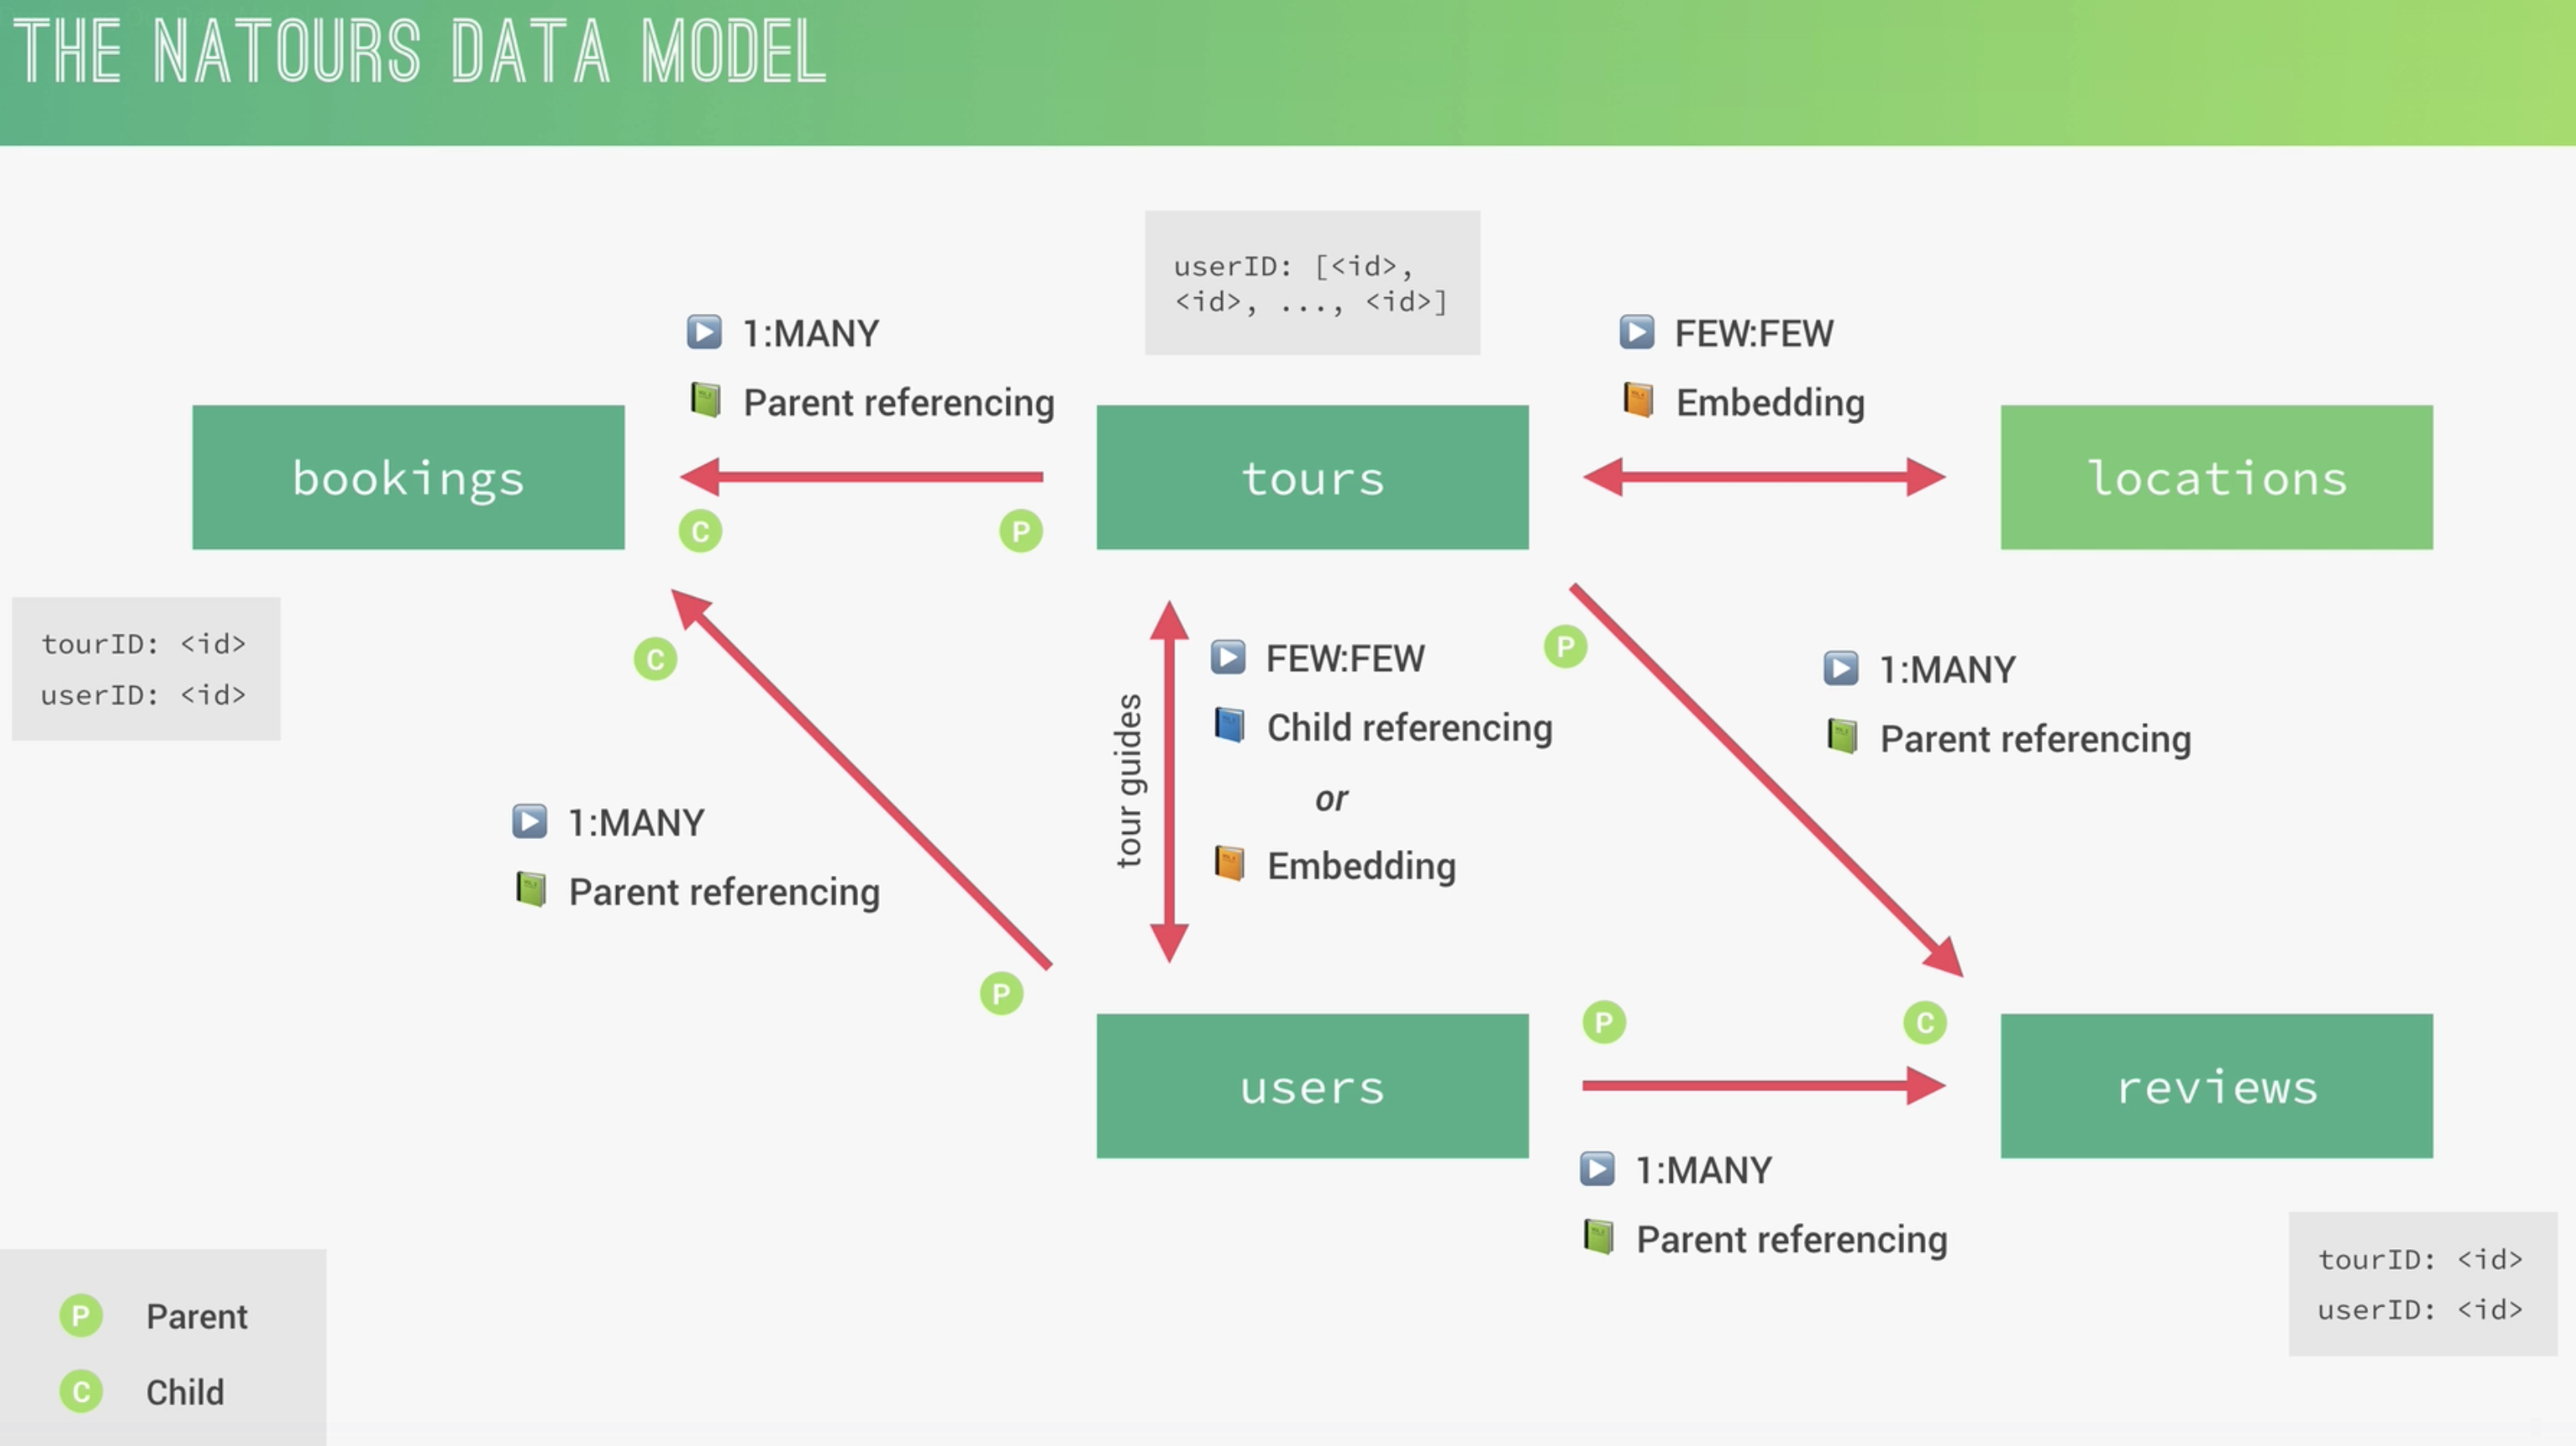 THE NATOURS DATA MODEL
userID: [<id>,
<id>, ..., <id>]
1:MANY
Parent referencing
FEW:FEW
Embedding
bookings
tours
locations
C
P
tourID: <id>
userID: <id>
C
P
1:MANY
Parent referencing
tour guides
FEW:FEW
Child referencing
or
Embedding
P
1:MANY
Parent referencing
P
C
users
reviews
1:MANY
Parent referencing
tourID: <id>
userID: <id>
P Parent
C Child